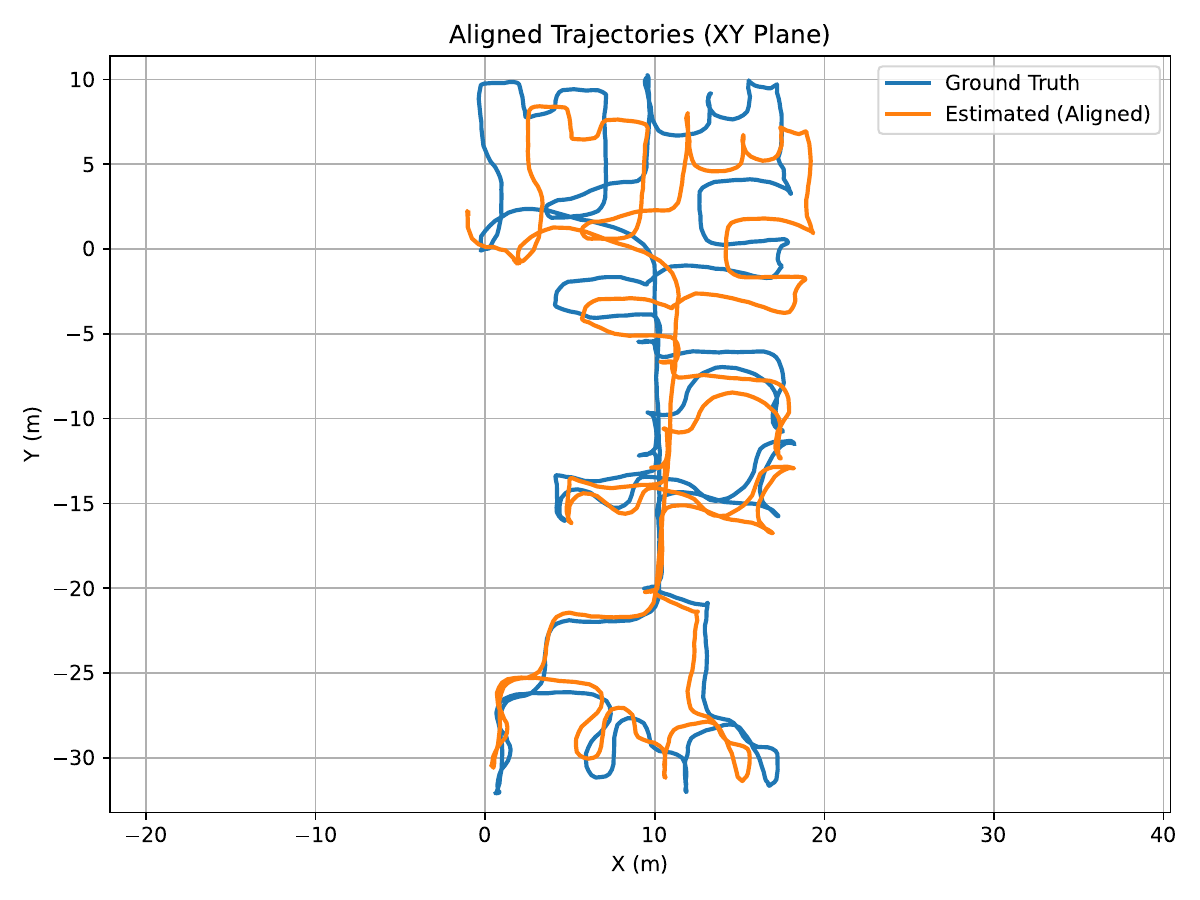 Aligned Trajectories (XY Plane)
Ground Truth
Estimated (Aligned)
10
5
0
−5
−10
−15
−20
−25
−30
Y (m)
−20 −10 0 10 20 30 40
X (m)